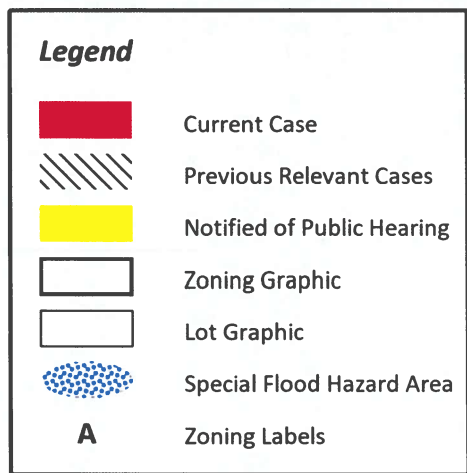 Legend
Current Case
Previous Relevant Cases
Notified of Public Hearing
Zoning Graphic
Lot Graphic
Special Flood Hazard Area
A Zoning Labels